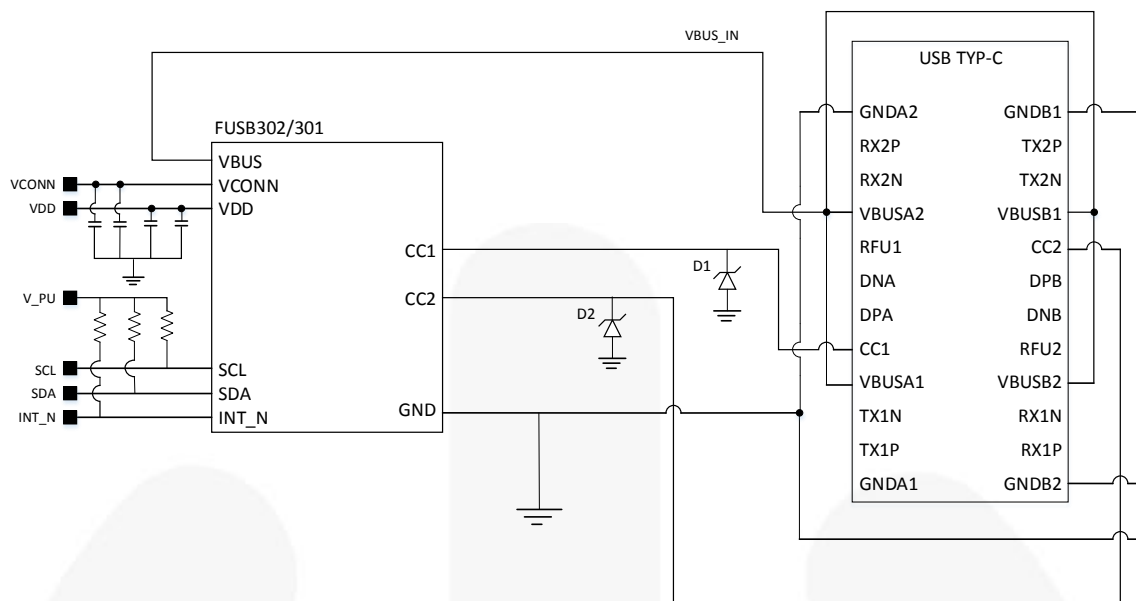 VBUS_IN
FUSB302/301
VBUS
VCONN
VDD
CC1
CC2
SCL
SDA
INT_N
GND
VCONN
VDD
V_PU
SCL
SDA
INT_N
D1
D2
USB TYP-C
GNDA2
RX2P
RX2N
VBUSA2
RFU1
DNA
DPA
CC1
VBUSA1
TX1N
TX1P
GNDA1
GNDB1
TX2P
TX2N
VBUSB1
CC2
DPB
DNB
RFU2
VBUSB2
RX1N
RX1P
GNDB2